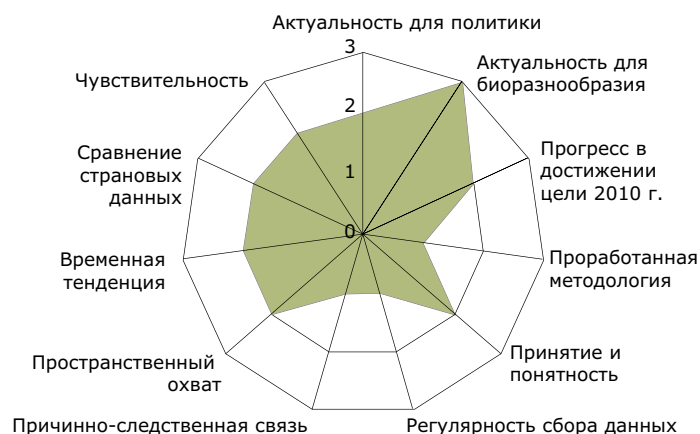 Актуальность для политики
3
Чувствительность
Актуальность для
биоразнообразия
2
Сравнение
страновых
данных
Прогресс в
достижении
цели 2010 г.
1
0
Временная
тенденция
Проработанная
методология
Пространственный
охват
Принятие и
понятность
Причинно-следственная связь
Регулярность сбора данных